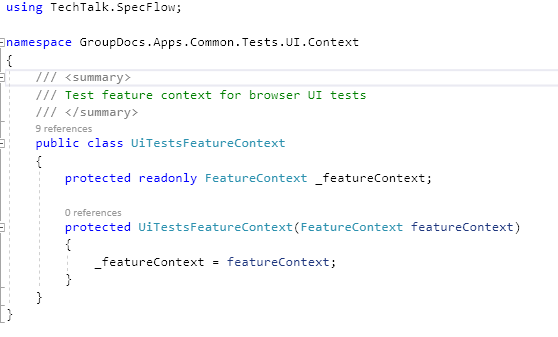 using TechTalk.SpecFlow;
namespace GroupDocs.Apps.Common.Tests.UI.Context
{
/// <summary>
/// Test feature context for browser UI tests
/// </summary>
9 references
public class UiTestsFeatureContext
{
protected readonly FeatureContext _featureContext;
0 references
protected UiTestsFeatureContext(FeatureContext featureContext)
{
_featureContext = featureContext;
}
}
}